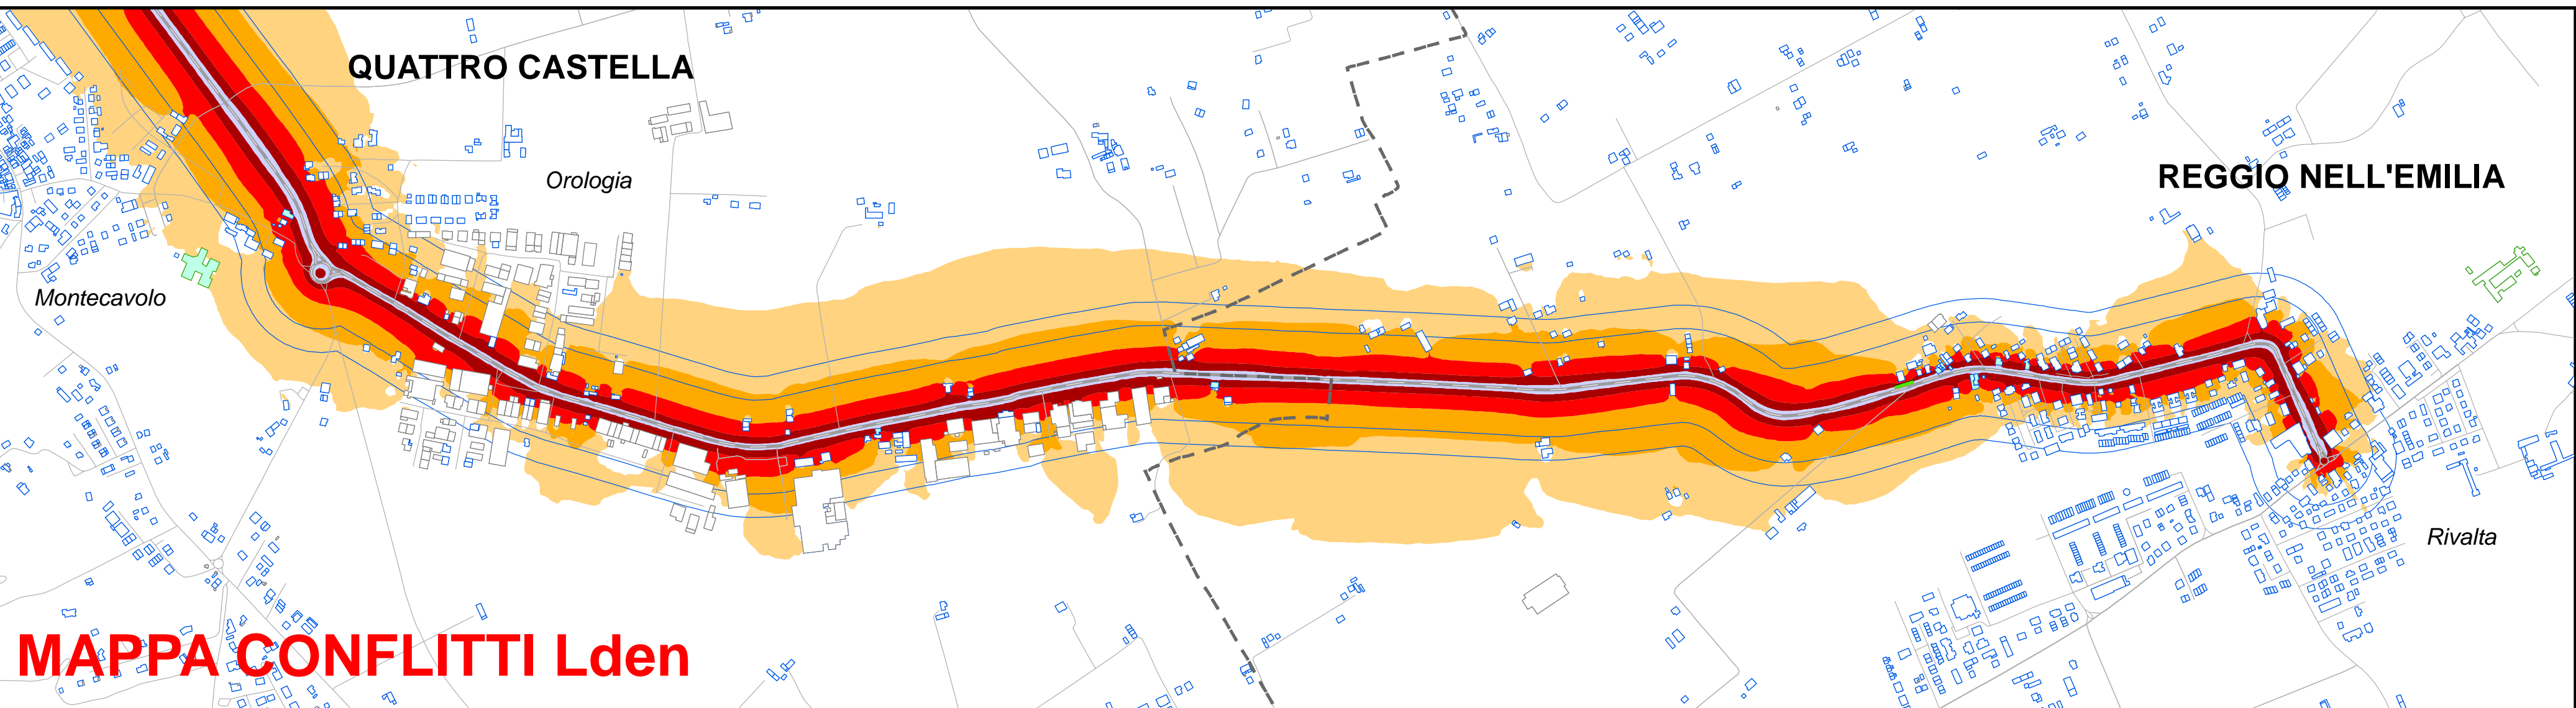 QUATTRO CASTELLA
Orologia
REGGIO NELL'EMILIA
Montecavolo
Rivalta
MAPPA CONFLITTI Lden